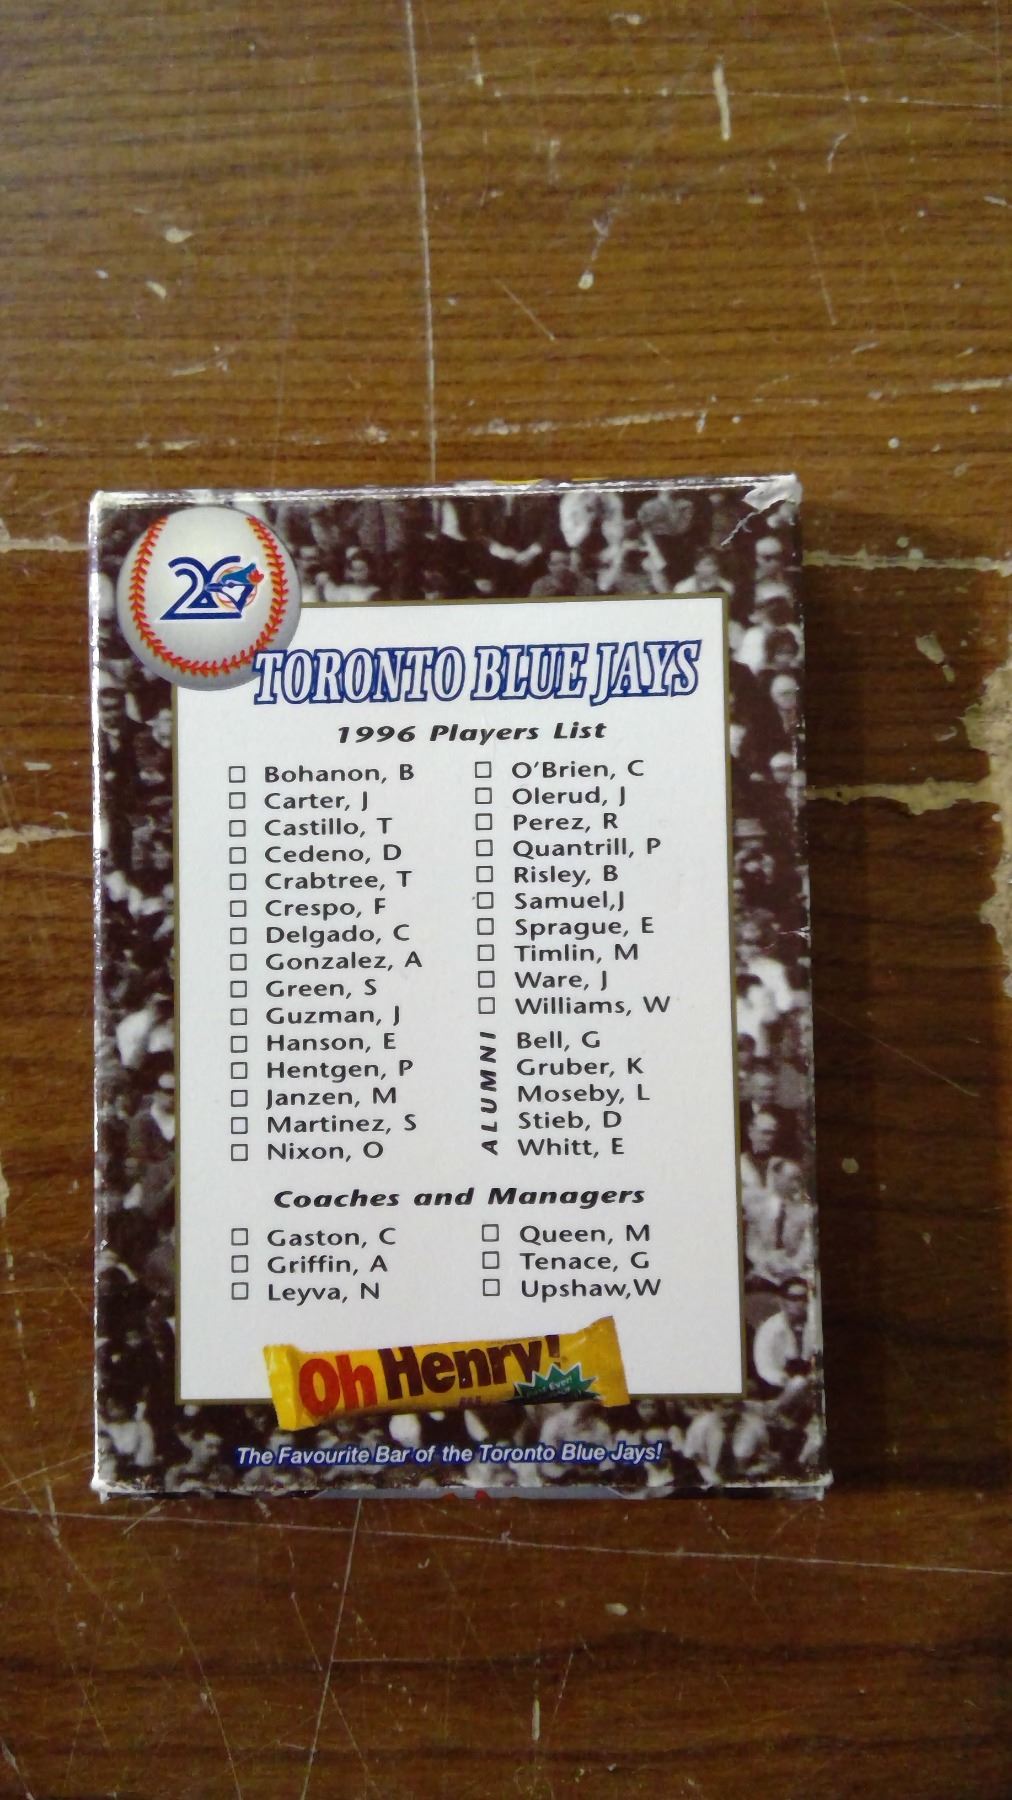 20
TORONTO BLUE JAYS
1996 Players List
Bohanon, B
Carter, J
Castillo, T
Cedeno, D
Crabtree, T
Crespo, F
Delgado, C
Gonzalez, A
Green, S
Guzman, J
Hanson, E
Hentgen, P
Janzen, M
Martinez, S
Nixon, O
O'Brien, C
Olerud, J
Perez, R
Quantrill, P
Risley, B
Samuel,J
Sprague, E
Timlin, M
Ware, J
Williams, W
ALUMNI
Bell, G
Gruber, K
Moseby, L
Stieb, D
Whitt, E
Coaches and Managers
Gaston, C
Griffin, A
Leyva, N
Queen, M
Tenace, G
Upshaw,W
Oh Henry!
The Favourite Bar of the Toronto Blue Jays!